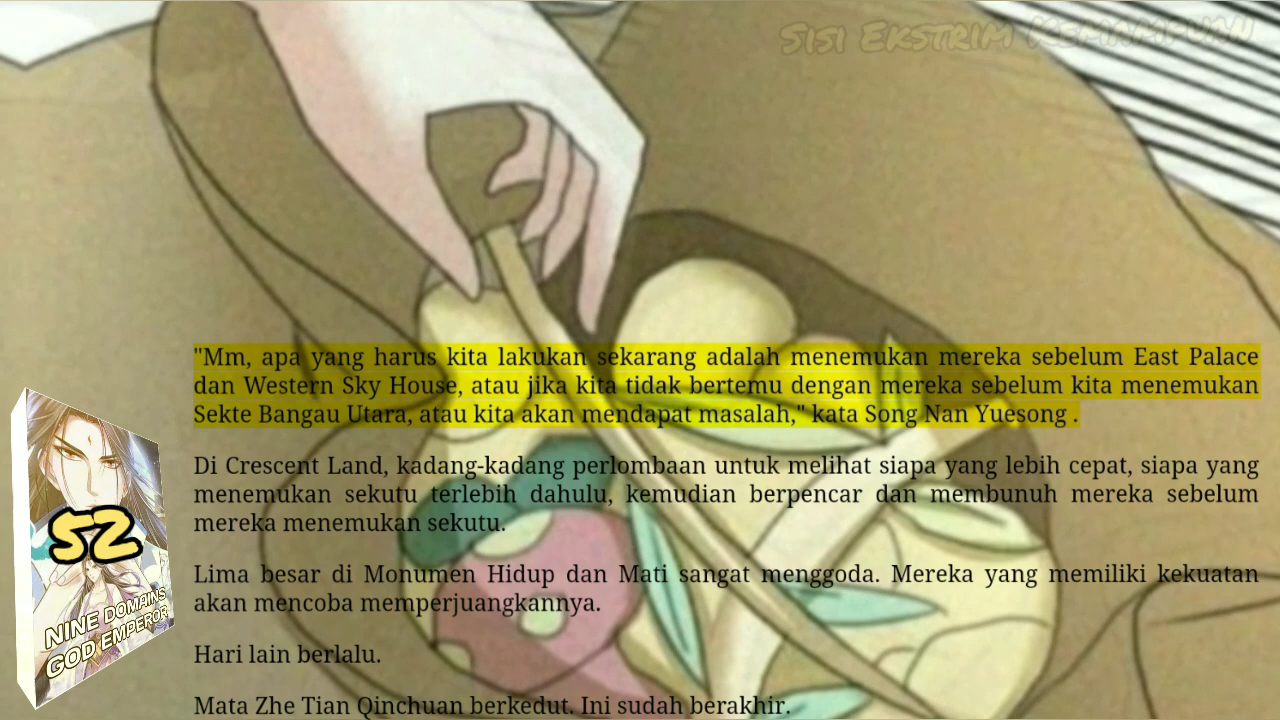 Sisi Ekstrim Kemampuan
"Mm, apa yang harus kita lakukan sekarang adalah menemukan mereka sebelum East Palace
dan Western Sky House, atau jika kita tidak bertemu dengan mereka sebelum kita menemukan
Sekte Bangau Utara, atau kita akan mendapat masalah," kata Song Nan Yuesong .
Di Crescent Land, kadang-kadang perlombaan untuk melihat siapa yang lebih cepat, siapa yang
menemukan sekutu terlebih dahulu, kemudian berpencar dan membunuh mereka sebelum
mereka menemukan sekutu.
Lima besar di Monumen Hidup dan Mati sangat menggoda. Mereka yang memiliki kekuatan
akan mencoba memperjuangkannya.
Hari lain berlalu.
Mata Zhe Tian Qinchuan berkedut. Ini sudah berakhir.
52
NINE DOMAINS
GOD EMPEROR